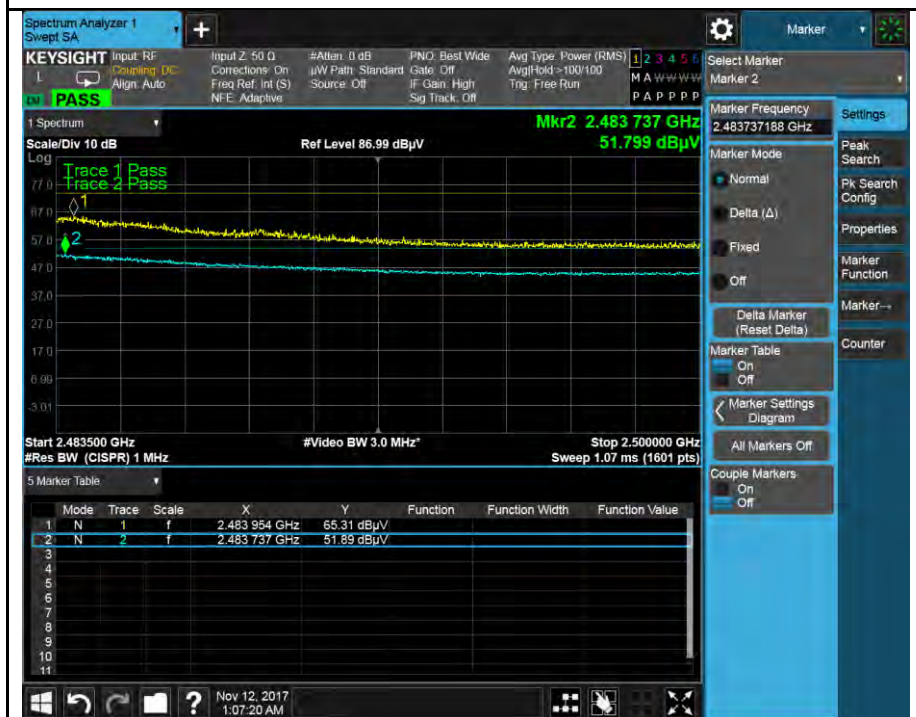 Spectrum Analyzer 1
Swept SA
+
Marker
KEYSIGHT
L
PASS
Input: RF
Coupling: DC
Align: Auto
Input Z: 50 Ω
Corrections: On
Freq Ref: Int (S)
NFE: Adaptive
#Atten: 0 dB
µW Path: Standard
Source: Off
PNO: Best Wide
Gate: Off
IF Gain: High
Sig Track: Off
Avg Type: Power (RMS)
Avg|Hold:>100/100
Trig: Free Run
1 2 3 4 5 6
M A W W W W
P A P P P P
1 Spectrum
Scale/Div 10 dB
Ref Level 86.99 dBµV
Mkr2 2.483 737 GHz
51.799 dBµV
Log
Trace 1 Pass
Trace 2 Pass
77.0
67.0
57.0
47.0
37.0
27.0
17.0
6.99
-3.01
1
2
Start 2.483500 GHz
#Video BW 3.0 MHz*
Stop 2.500000 GHz
#Res BW (CISPR) 1 MHz
Sweep 1.07 ms (1601 pts)
5 Marker Table
Mode Trace Scale X Y Function Function Width Function Value
1 N 1 f 2.483 954 GHz 65.31 dBµV
2 N 2 f 2.483 737 GHz 51.89 dBµV
3
4
5
6
7
8
9
10
11
Select Marker
Marker 2
Marker Frequency
2.483737188 GHz
Marker Mode
Normal
Delta (Δ)
Fixed
Off
Delta Marker
(Reset Delta)
Marker Table
On
Off
Marker Settings
Diagram
All Markers Off
Couple Markers
On
Off
Settings
Peak
Search
Pk Search
Config
Properties
Marker
Function
Marker→
Counter
?
Nov 12, 2017
1:07:20 AM